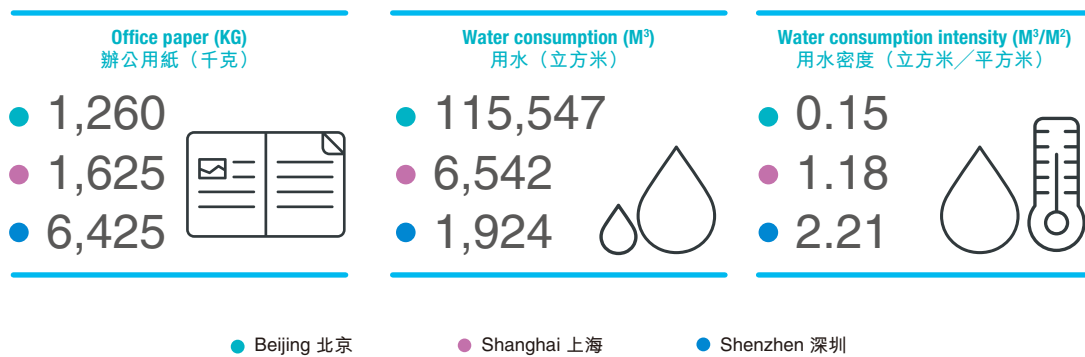 Office paper (KG)
辦公用紙（千克）
1,260
1,625
6,425
Water consumption (M³)
用水（立方米）
115,547
6,542
1,924
Water consumption intensity (M³/M²)
用水密度（立方米╱平方米）
0.15
1.18
2.21
Beijing 北京
Shanghai 上海
Shenzhen 深圳